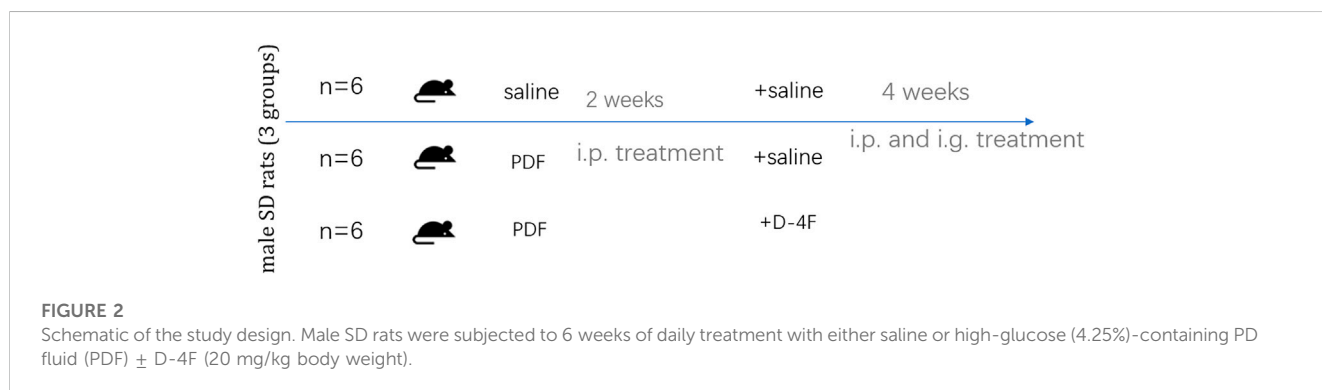 male SD rats (3 groups)
n=6 saline 2 weeks +saline 4 weeks
n=6 PDF i.p. treatment +saline i.p. and i.g. treatment
n=6 PDF +D-4F
FIGURE 2
Schematic of the study design. Male SD rats were subjected to 6 weeks of daily treatment with either saline or high-glucose (4.25%)-containing PD
fluid (PDF) ± D-4F (20 mg/kg body weight).